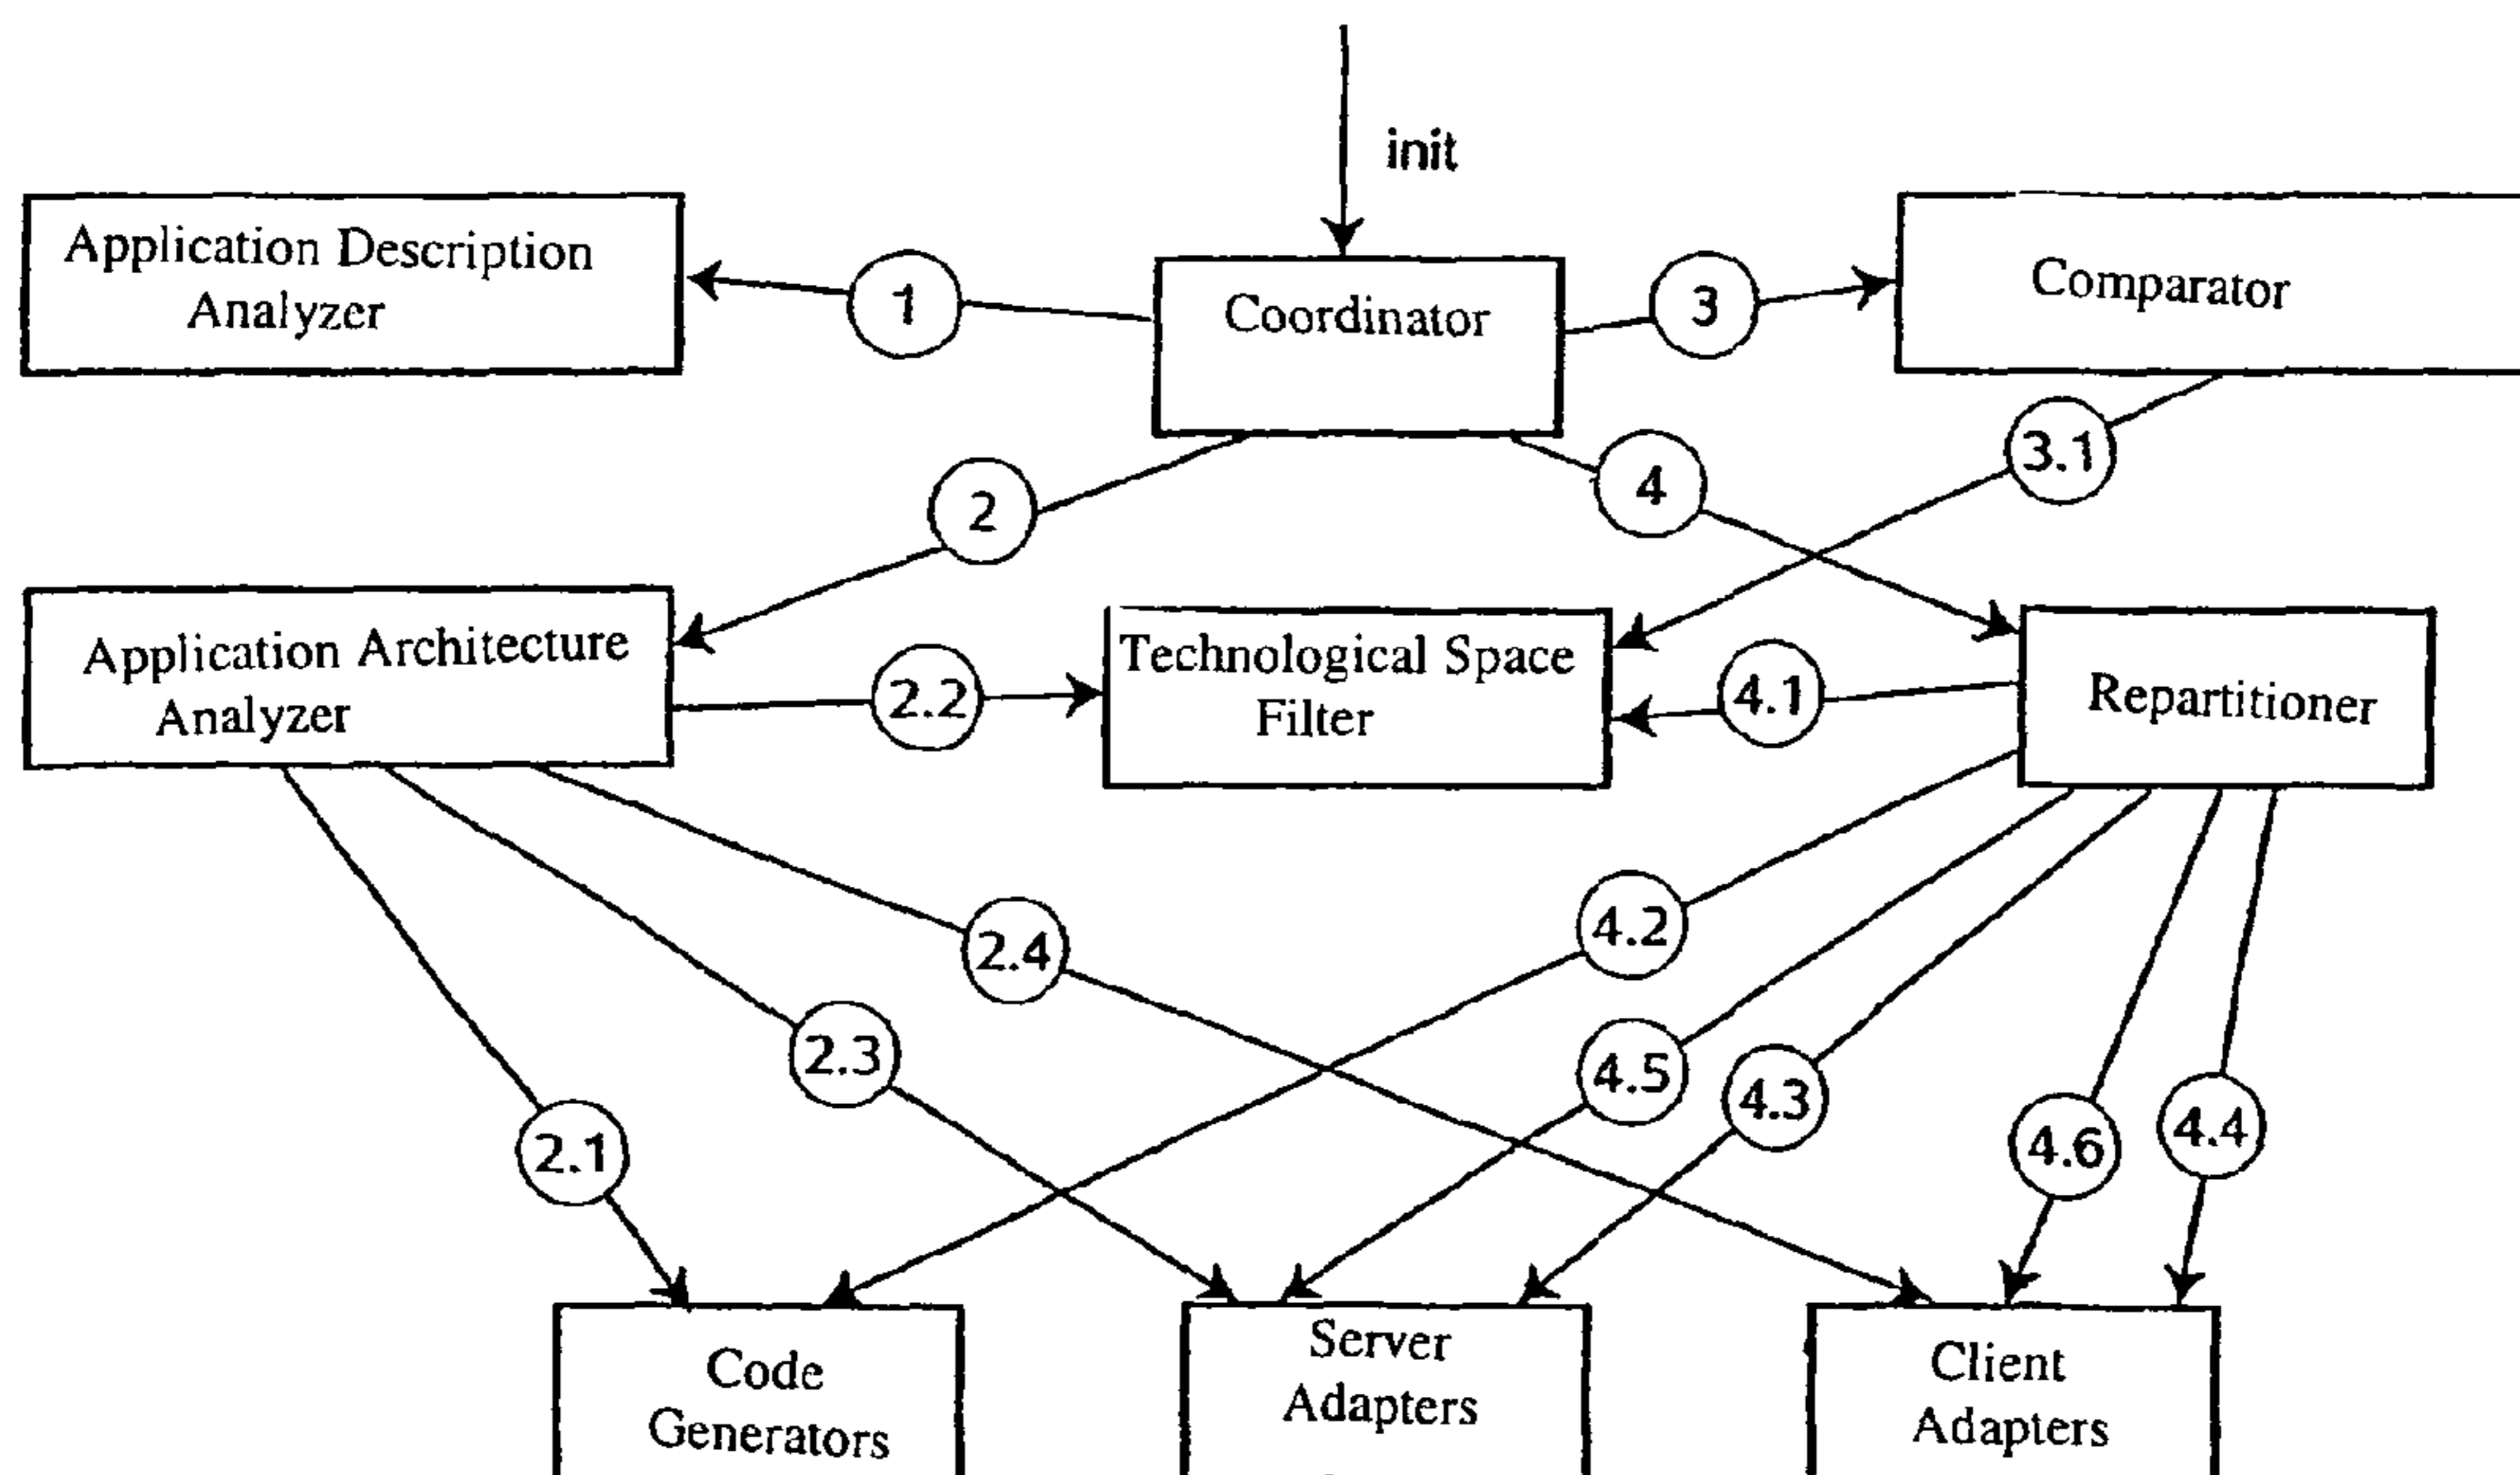 init
Application Description
Analyzer
1
Coordinator
3
Comparator
2
4
3.1
Application Architecture
Analyzer
2.2
Technological Space
Filter
4.1
Repartitioner
2.4
4.2
2.3
4.5
4.3
2.1
4.6
4.4
Code
Generators
Server
Adapters
Client
Adapters